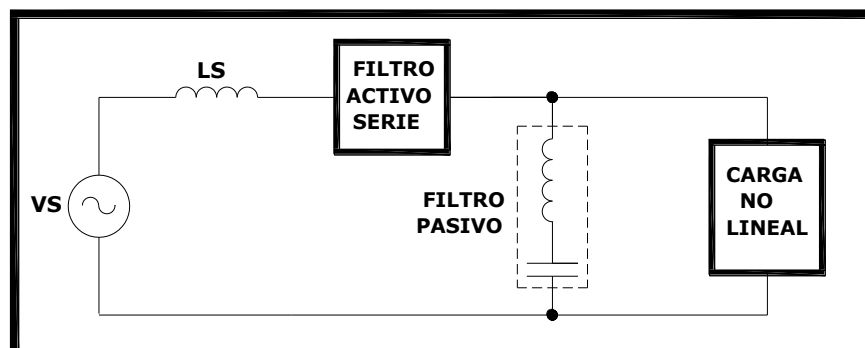 LS
FILTRO
ACTIVO
SERIE
VS
FILTRO
PASIVO
CARGA
NO
LINEAL